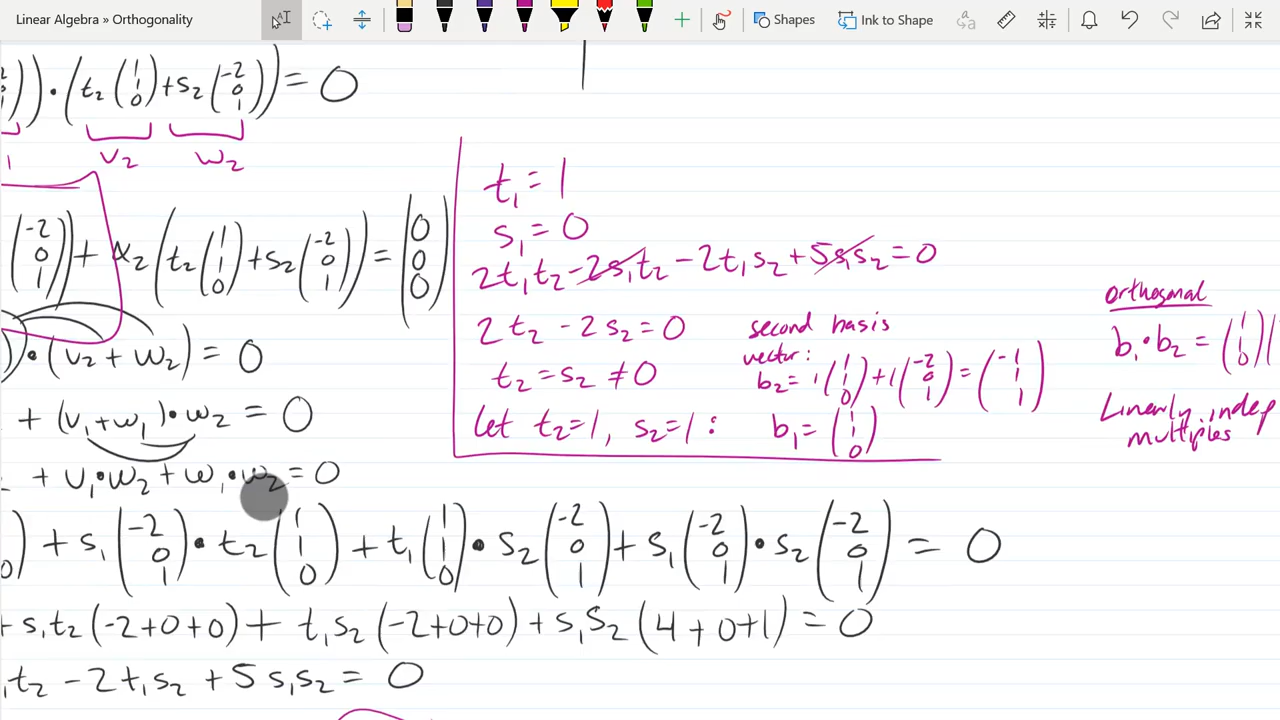 Linear Algebra » Orthogonality
Shapes
Ink to Shape
)) · (t₂ (1 1 0) + s₂ (-2 0 1)) = 0
v₂ w₂
(-2 0 1)) + α₂ (t₂ (1 1 0) + s₂ (-2 0 1)) = (0 0 0)
) · (v₂ + w₂) = 0
+ (v₁ + w₁) · w₂ = 0
+ v₁ · w₂ + w₁ · w₂ = 0
t₁ = 1
s₁ = 0
2t₁t₂ - 2s₁t₂ - 2t₁s₂ + 5s₁s₂ = 0
2t₂ - 2s₂ = 0
t₂ = s₂ ≠ 0
let t₂=1, s₂=1 :
second basis
vector:
b₂ = 1 (1 1 0) + 1 (-2 0 1) = (-1 1 1)
b₁ = (1 1 0)
orthogonal
b₁ · b₂ = (1 1 0)(
Linearly indep
multiples
0) + s₁ (-2 0 1) · t₂ (1 1 0) + t₁ (1 1 0) · s₂ (-2 0 1) + s₁ (-2 0 1) · s₂ (-2 0 1) = 0
+ s₁t₂ (-2+0+0) + t₁s₂ (-2+0+0) + s₁s₂ (4+0+1) = 0
₁t₂ - 2t₁s₂ + 5s₁s₂ = 0